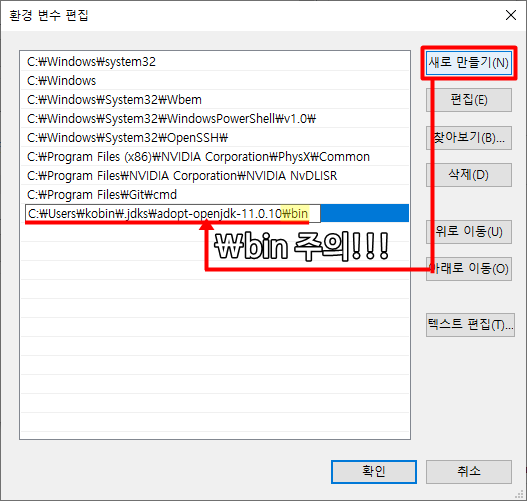 환경 변수 편집
C:₩Windows₩system32
C:₩Windows
C:₩Windows₩System32₩Wbem
C:₩Windows₩System32₩WindowsPowerShell₩v1.0₩
C:₩Windows₩System32₩OpenSSH₩
C:₩Program Files (x86)₩NVIDIA Corporation₩PhysX₩Common
C:₩Program Files₩NVIDIA Corporation₩NVIDIA NvDLISR
C:₩Program Files₩Git₩cmd
C:₩Users₩kobin₩.jdks₩adopt-openjdk-11.0.10₩bin
₩bin 주의!!!
새로 만들기(N)
편집(E)
찾아보기(B)...
삭제(D)
위로 이동(U)
아래로 이동(O)
텍스트 편집(T)...
확인
취소